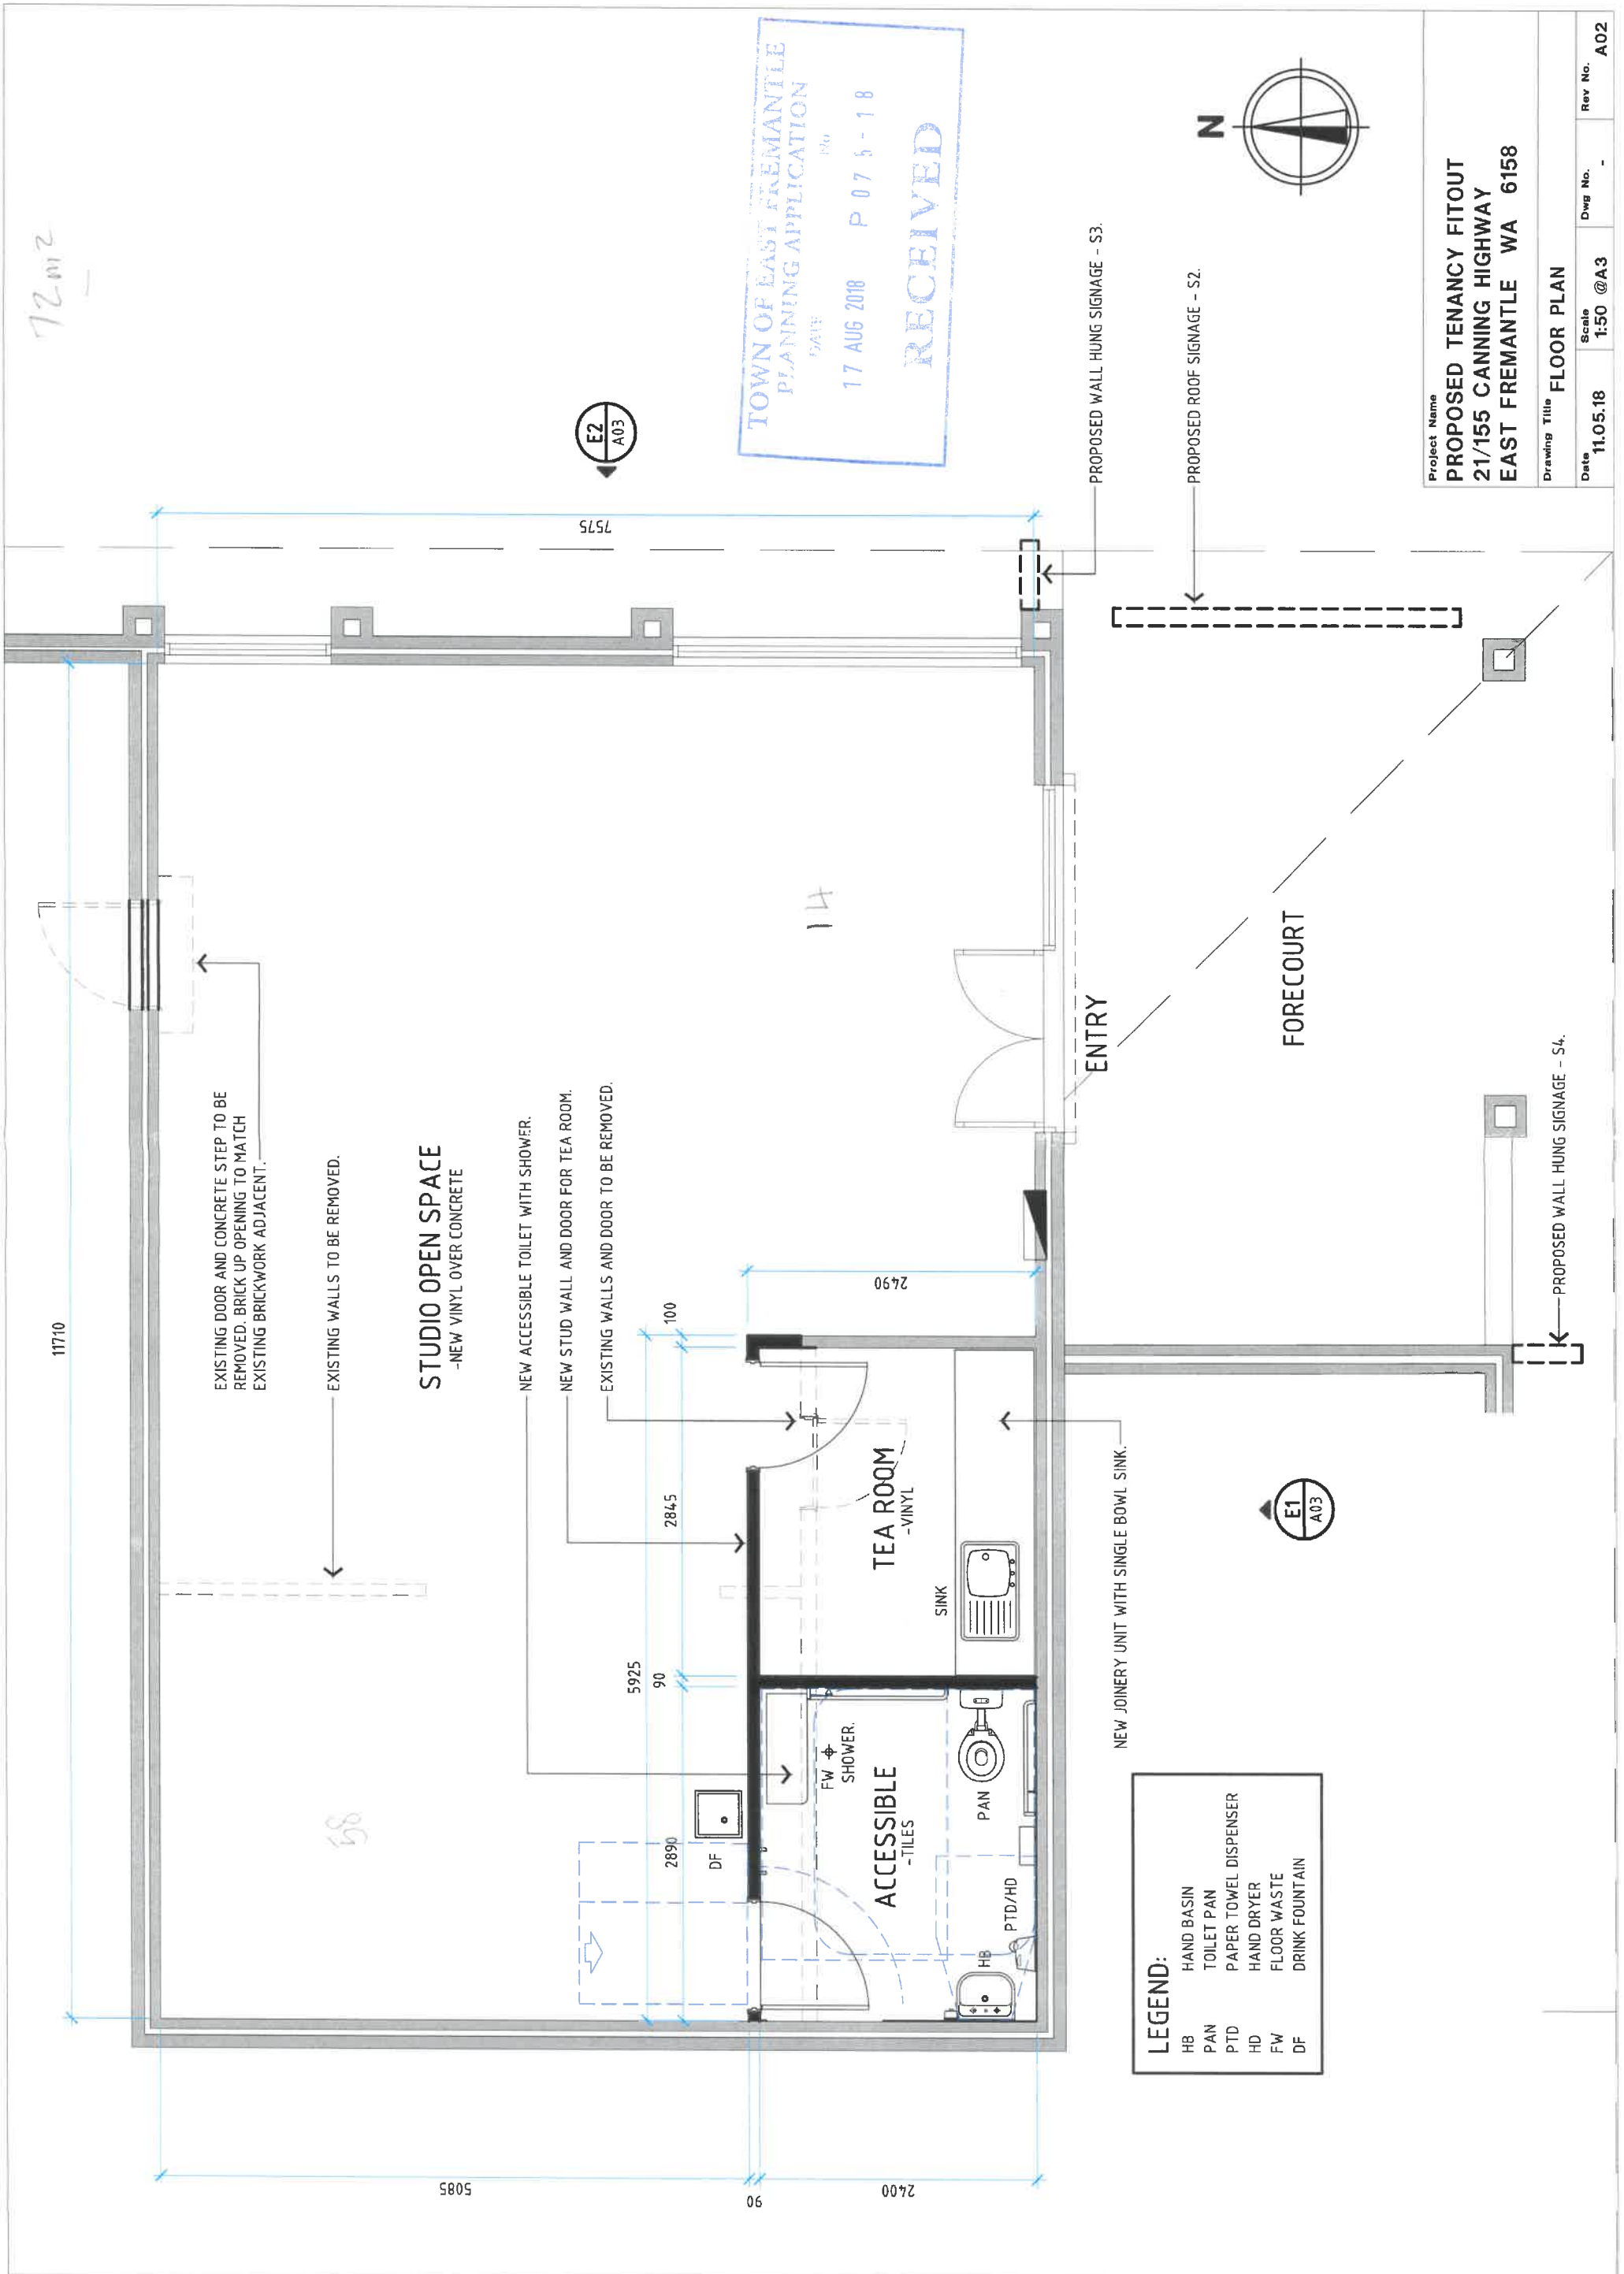 72m2
11710
EXISTING DOOR AND CONCRETE STEP TO BE
REMOVED. BRICK UP OPENING TO MATCH
EXISTING BRICKWORK ADJACENT.
EXISTING WALLS TO BE REMOVED.
STUDIO OPEN SPACE
-NEW VINYL OVER CONCRETE
NEW ACCESSIBLE TOILET WITH SHOWER.
NEW STUD WALL AND DOOR FOR TEA ROOM.
EXISTING WALLS AND DOOR TO BE REMOVED.
58
14
7575
E2
A03
TOWN OF EAST FREMANTLE
PLANNING APPLICATION
DATE No
17 AUG 2018 P075-18
RECEIVED
5085
90
2400
5925
2890
90
2845
100
2490
DF
FW
SHOWER.
ACCESSIBLE
-TILES
PAN
PTD/HD
HB
TEA ROOM
-VINYL
SINK
ENTRY
FORECOURT
N
PROPOSED WALL HUNG SIGNAGE - S3.
PROPOSED ROOF SIGNAGE - S2.
NEW JOINERY UNIT WITH SINGLE BOWL SINK.
E1
A03
PROPOSED WALL HUNG SIGNAGE - S4.
LEGEND:
HB HAND BASIN
PAN TOILET PAN
PTD PAPER TOWEL DISPENSER
HD HAND DRYER
FW FLOOR WASTE
DF DRINK FOUNTAIN
Project Name
PROPOSED TENANCY FITOUT
21/155 CANNING HIGHWAY
EAST FREMANTLE WA 6158
Drawing Title FLOOR PLAN
Date 11.05.18 Scale 1:50 @A3 Dwg No. - Rev No. A02